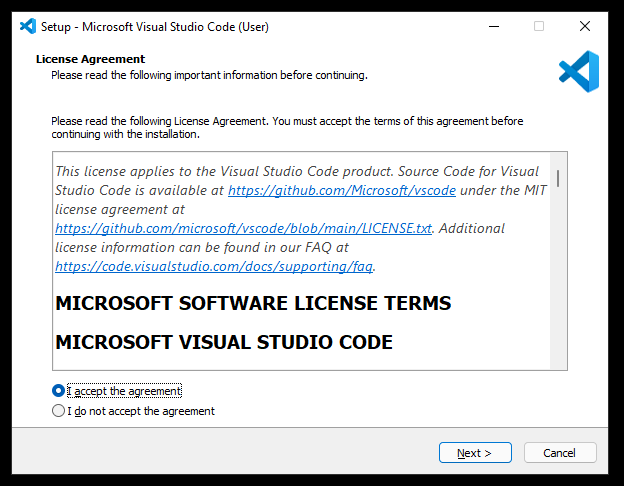 Setup - Microsoft Visual Studio Code (User)
License Agreement
Please read the following important information before continuing.
Please read the following License Agreement. You must accept the terms of this agreement before
continuing with the installation.
This license applies to the Visual Studio Code product. Source Code for Visual
Studio Code is available at https://github.com/Microsoft/vscode under the MIT
license agreement at
https://github.com/microsoft/vscode/blob/main/LICENSE.txt. Additional
license information can be found in our FAQ at
https://code.visualstudio.com/docs/supporting/faq.
MICROSOFT SOFTWARE LICENSE TERMS
MICROSOFT VISUAL STUDIO CODE
I accept the agreement
I do not accept the agreement
Next >
Cancel